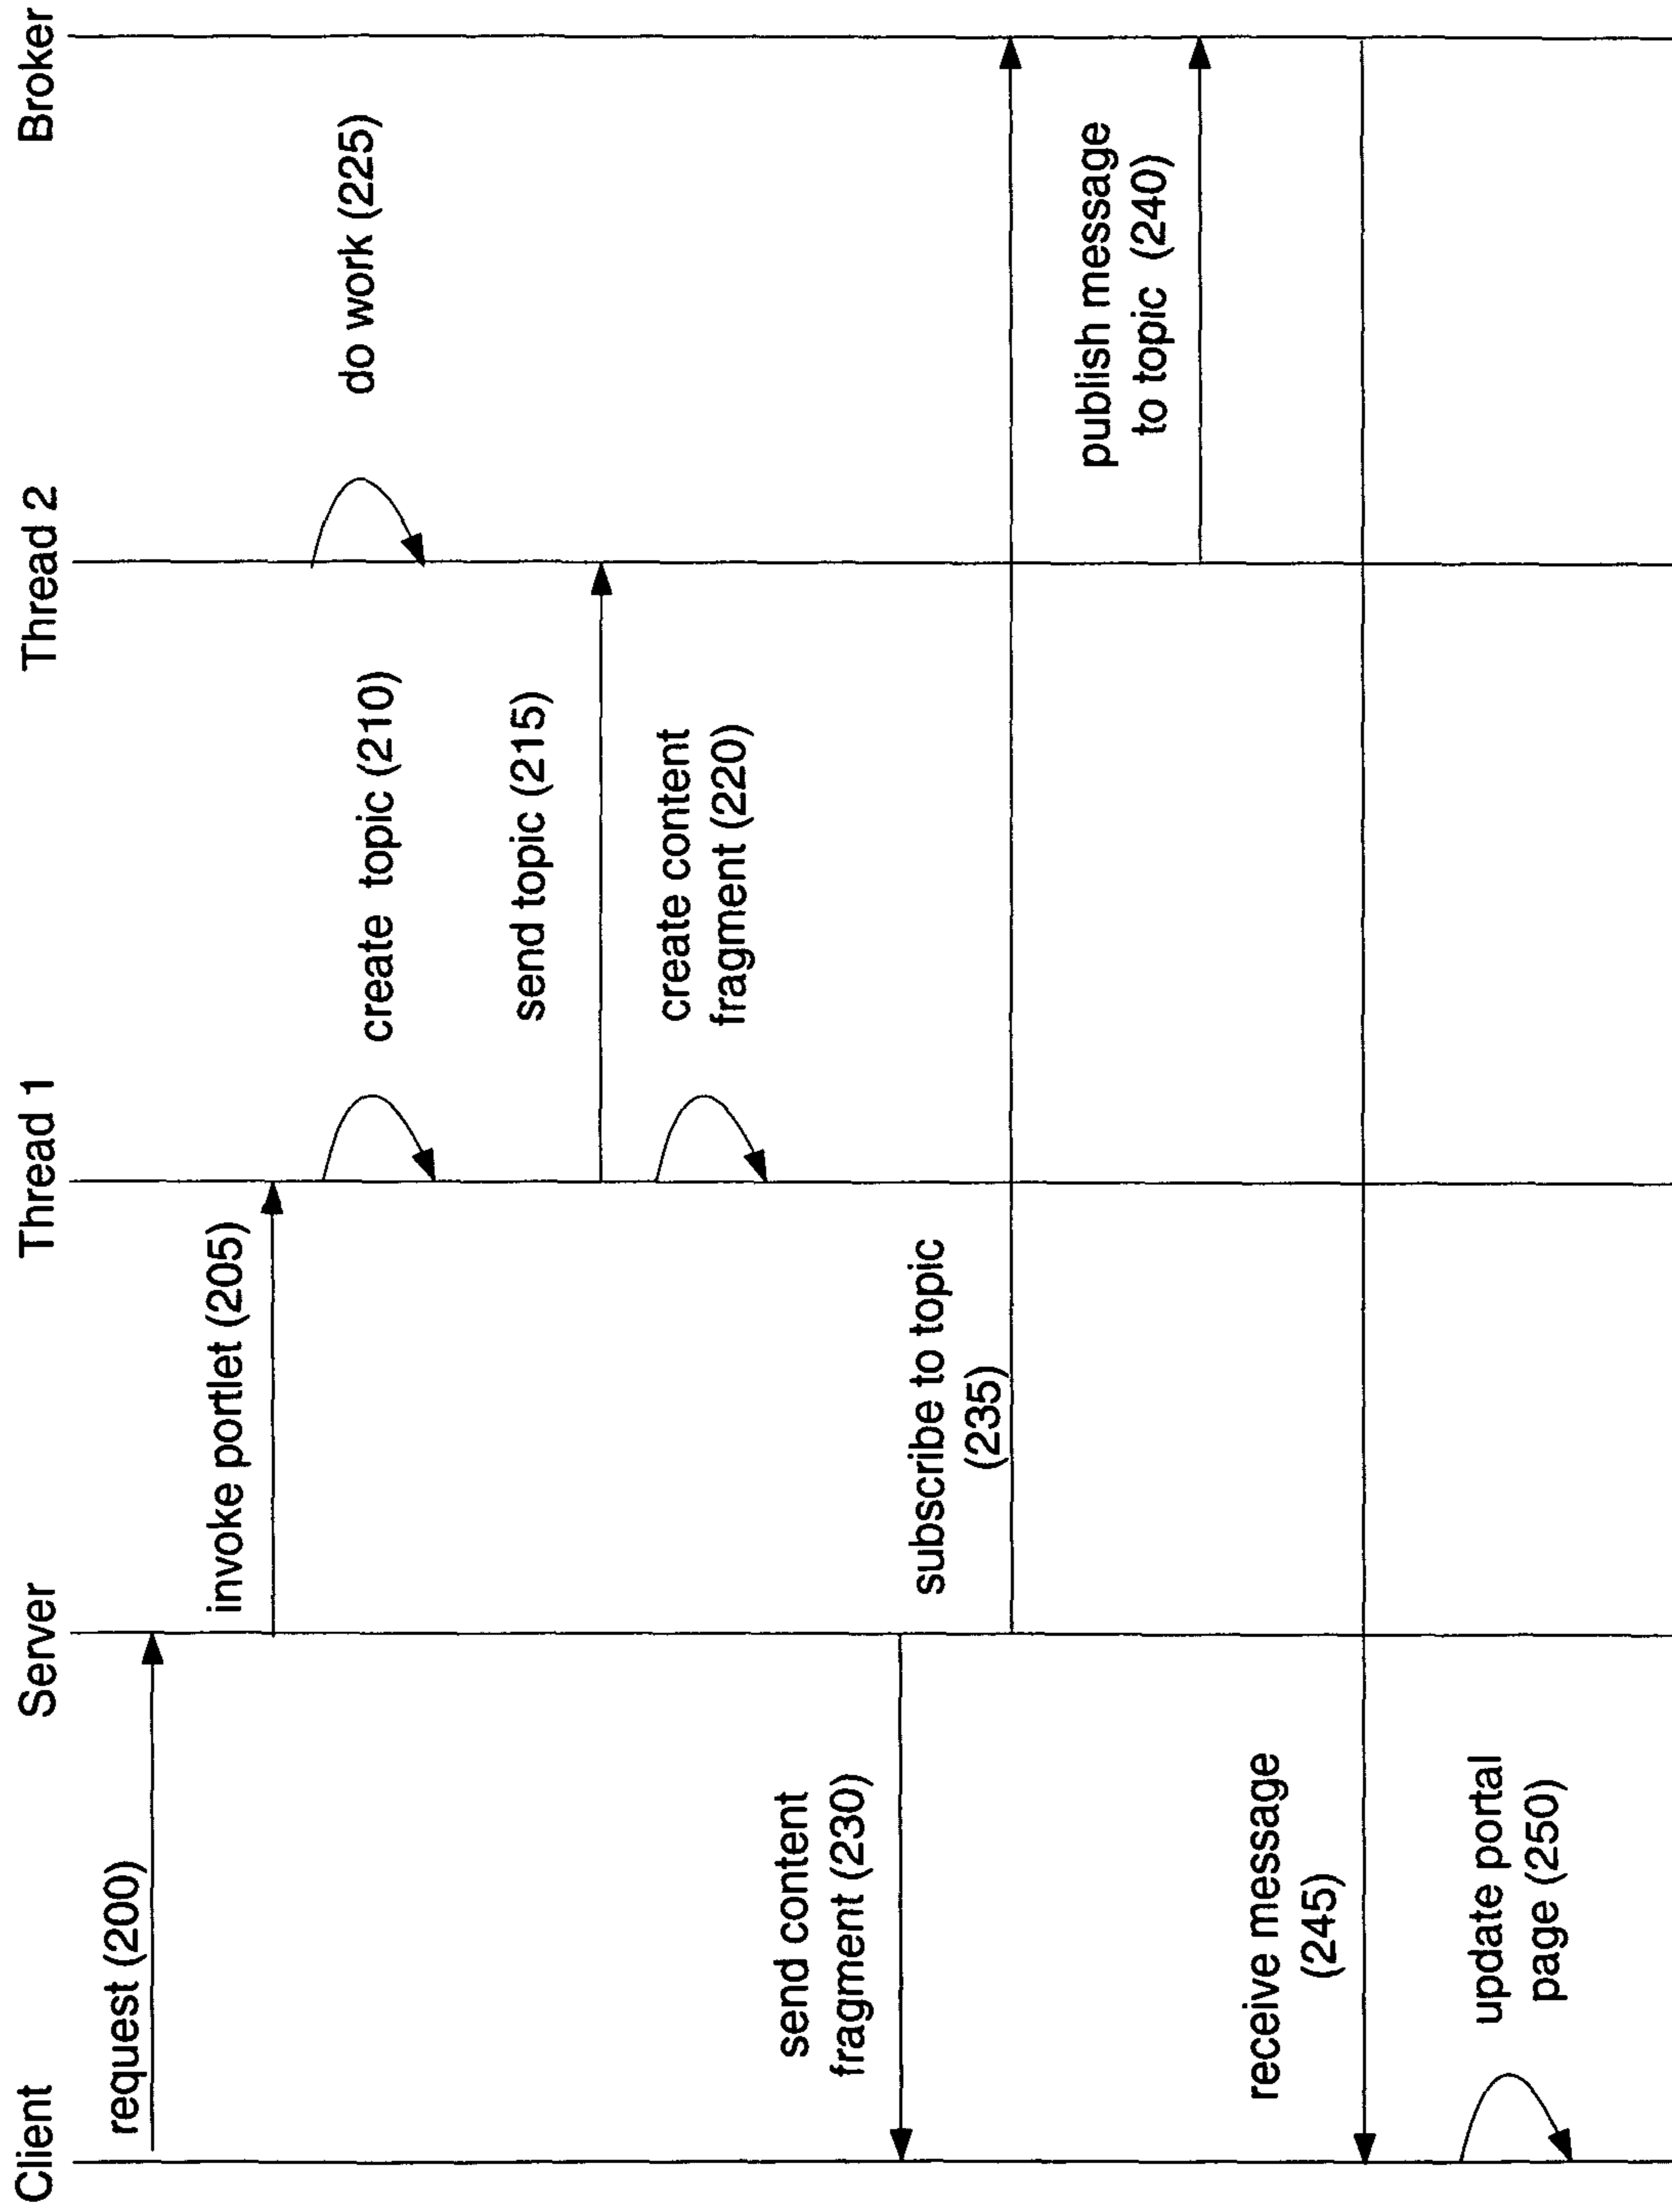 Client
Server
Thread 1
Thread 2
Broker
request (200)
invoke portlet (205)
create topic (210)
do work (225)
send topic (215)
create content
fragment (220)
send content
fragment (230)
subscribe to topic
(235)
publish message
to topic (240)
receive message
(245)
update portal
page (250)